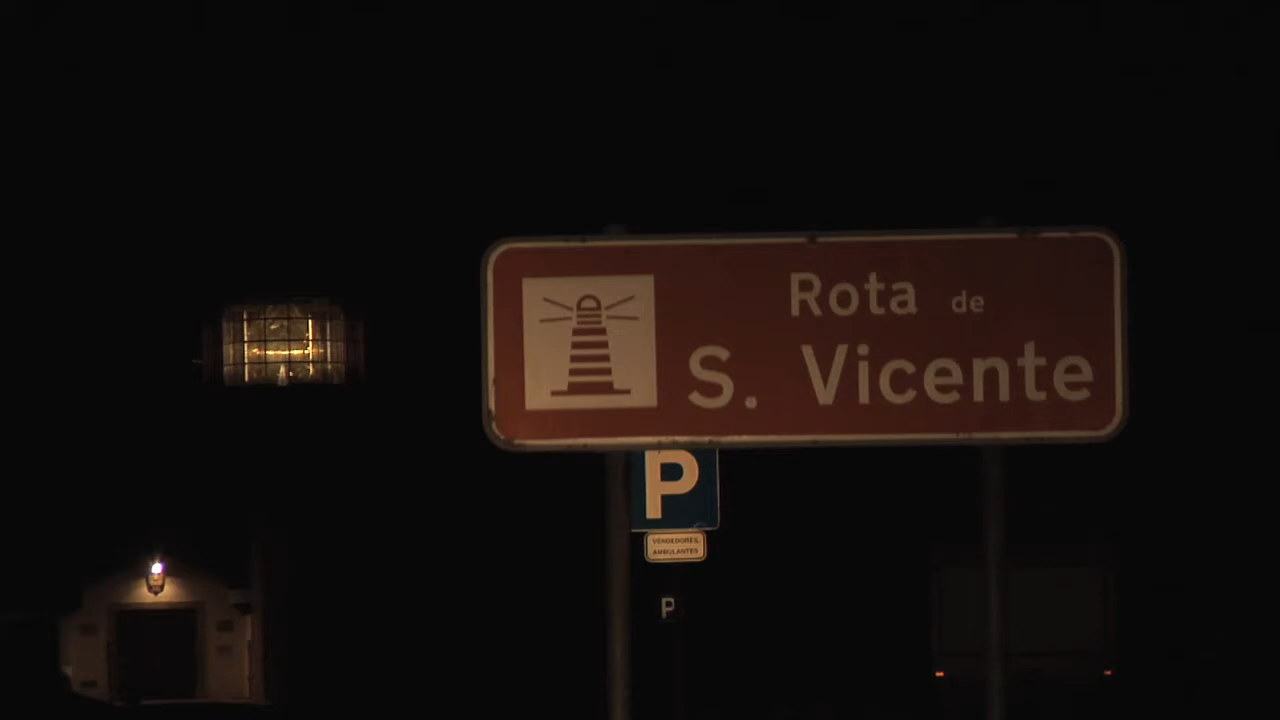 Rota de
S. Vicente
P
VENDEDORES
AMBULANTES
P